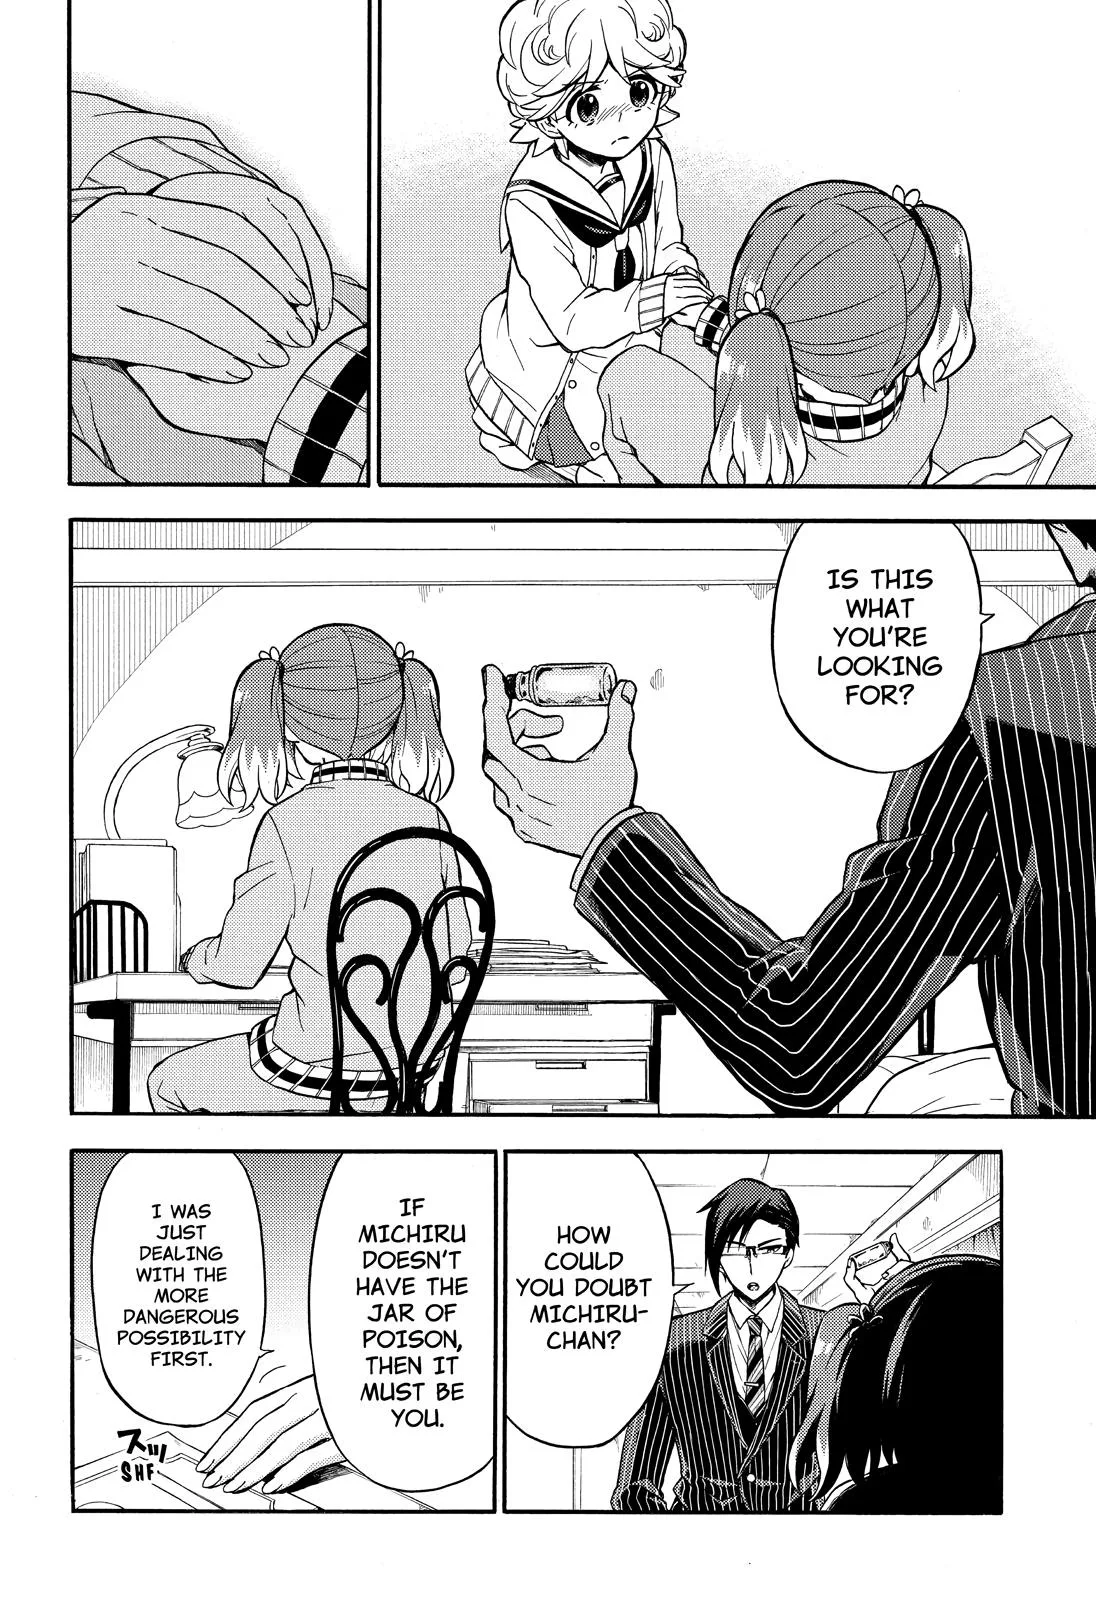 IS THIS
WHAT
YOU'RE
LOOKING
FOR?
HOW
COULD
YOU DOUBT
MICHIRU-
CHAN?
IF
MICHIRU
DOESN'T
HAVE THE
JAR OF
POISON,
THEN IT
MUST BE
YOU.
I WAS
JUST
DEALING
WITH THE
MORE
DANGEROUS
POSSIBILITY
FIRST.
スッ
SHF